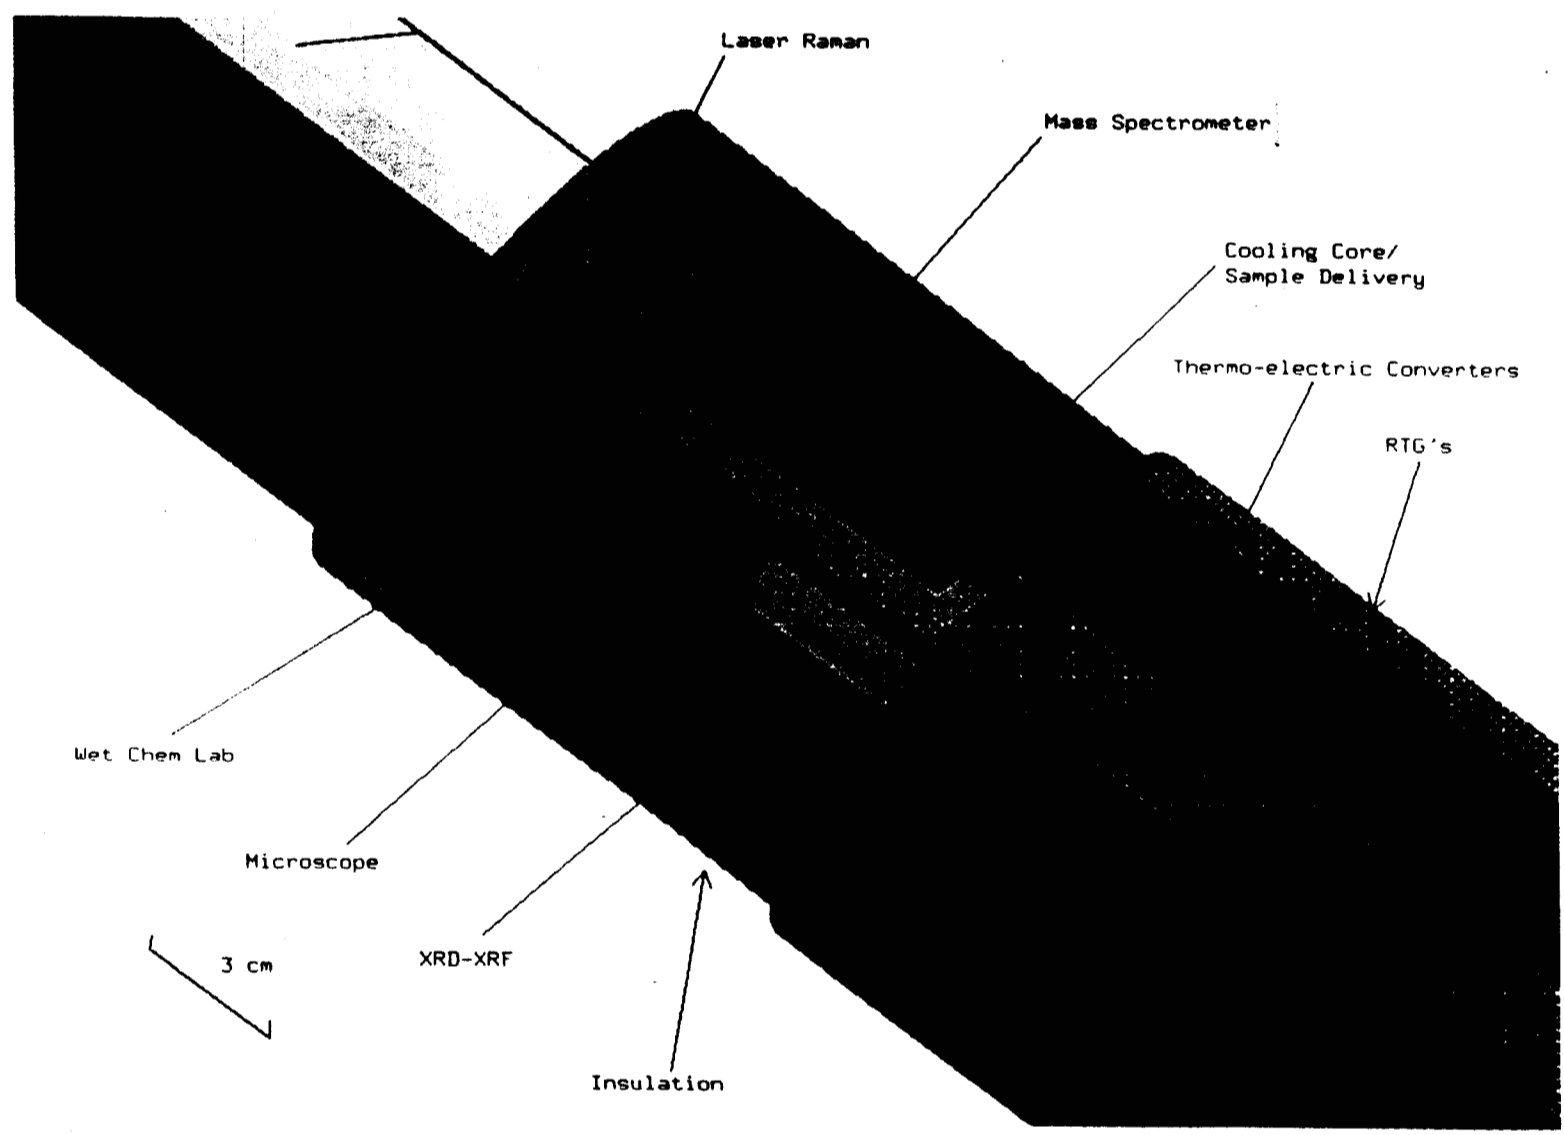 Laser Raman
Mass Spectrometer
Cooling Core/
Sample Delivery
Thermo-electric Converters
RTG's
Wet Chem Lab
Microscope
XRD-XRF
3 cm
Insulation